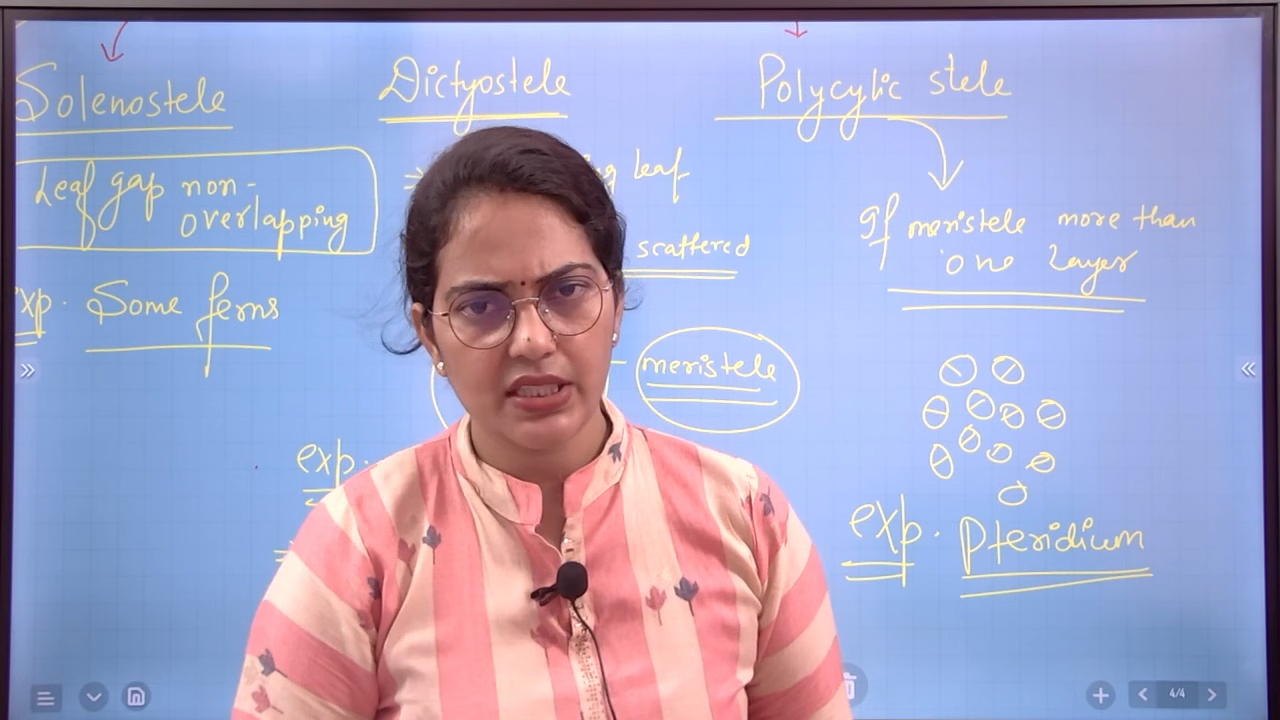 Solenostele
Leaf gap non-
overlapping
xp. Some ferns
Dictyostele
leaf
scattered
meristele
exp.
Polycylic stele
If meristele more than
one layer
exp. Pteridium
4/4